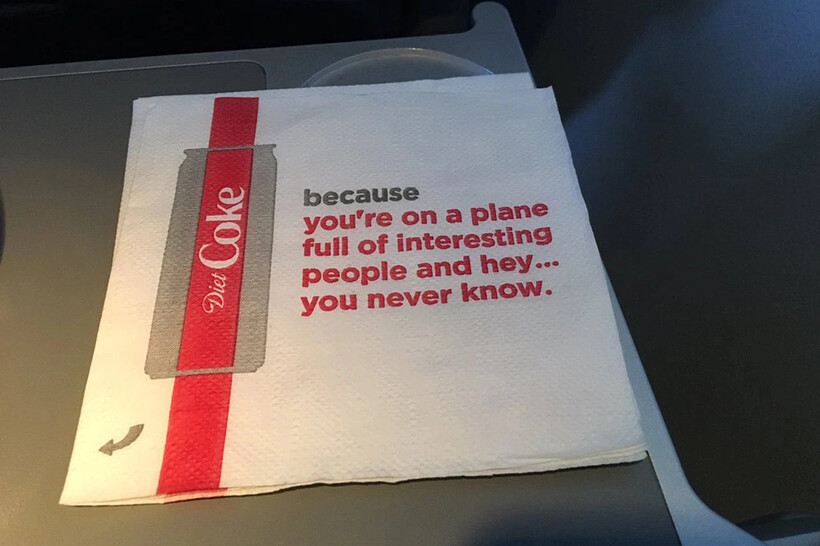 Diet Coke
because
you're on a plane
full of interesting
people and hey...
you never know.